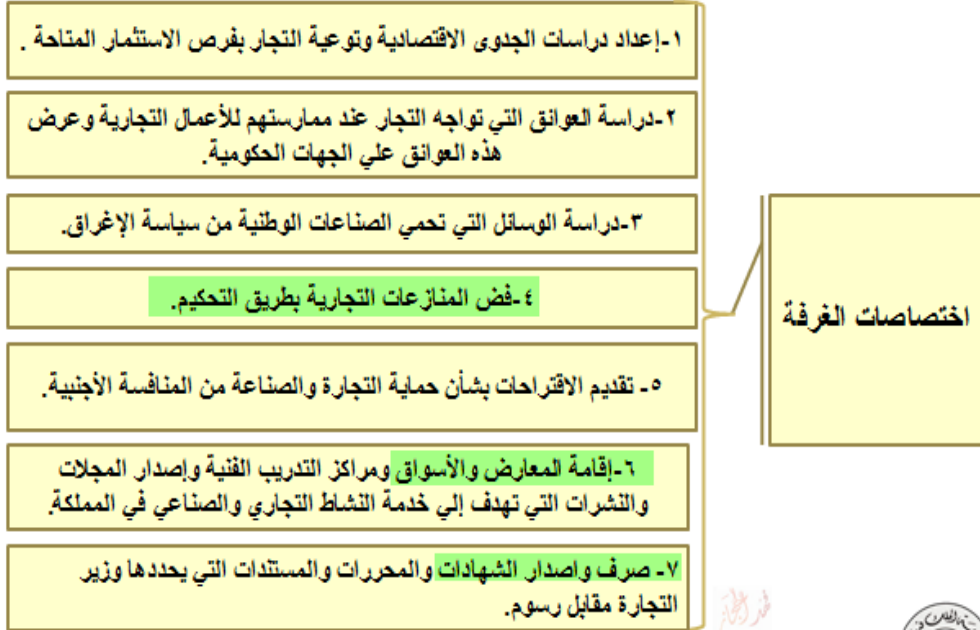 اختصاصات الغرفة
١-إعداد دراسات الجدوى الاقتصادية وتوعية التجار بفرص الاستثمار المتاحة .
٢-دراسة العوائق التي تواجه التجار عند ممارستهم للأعمال التجارية وعرض
هذه العوائق علي الجهات الحكومية.
٣-دراسة الوسائل التي تحمي الصناعات الوطنية من سياسة الإغراق.
٤-فض المنازعات التجارية بطريق التحكيم.
٥- تقديم الاقتراحات بشأن حماية التجارة والصناعة من المنافسة الأجنبية.
٦-إقامة المعارض والأسواق ومراكز التدريب الفنية وإصدار المجلات
والنشرات التي تهدف إلي خدمة النشاط التجاري والصناعي في المملكة.
٧- صرف واصدار الشهادات والمحررات والمستندات التي يحددها وزير
التجارة مقابل رسوم.